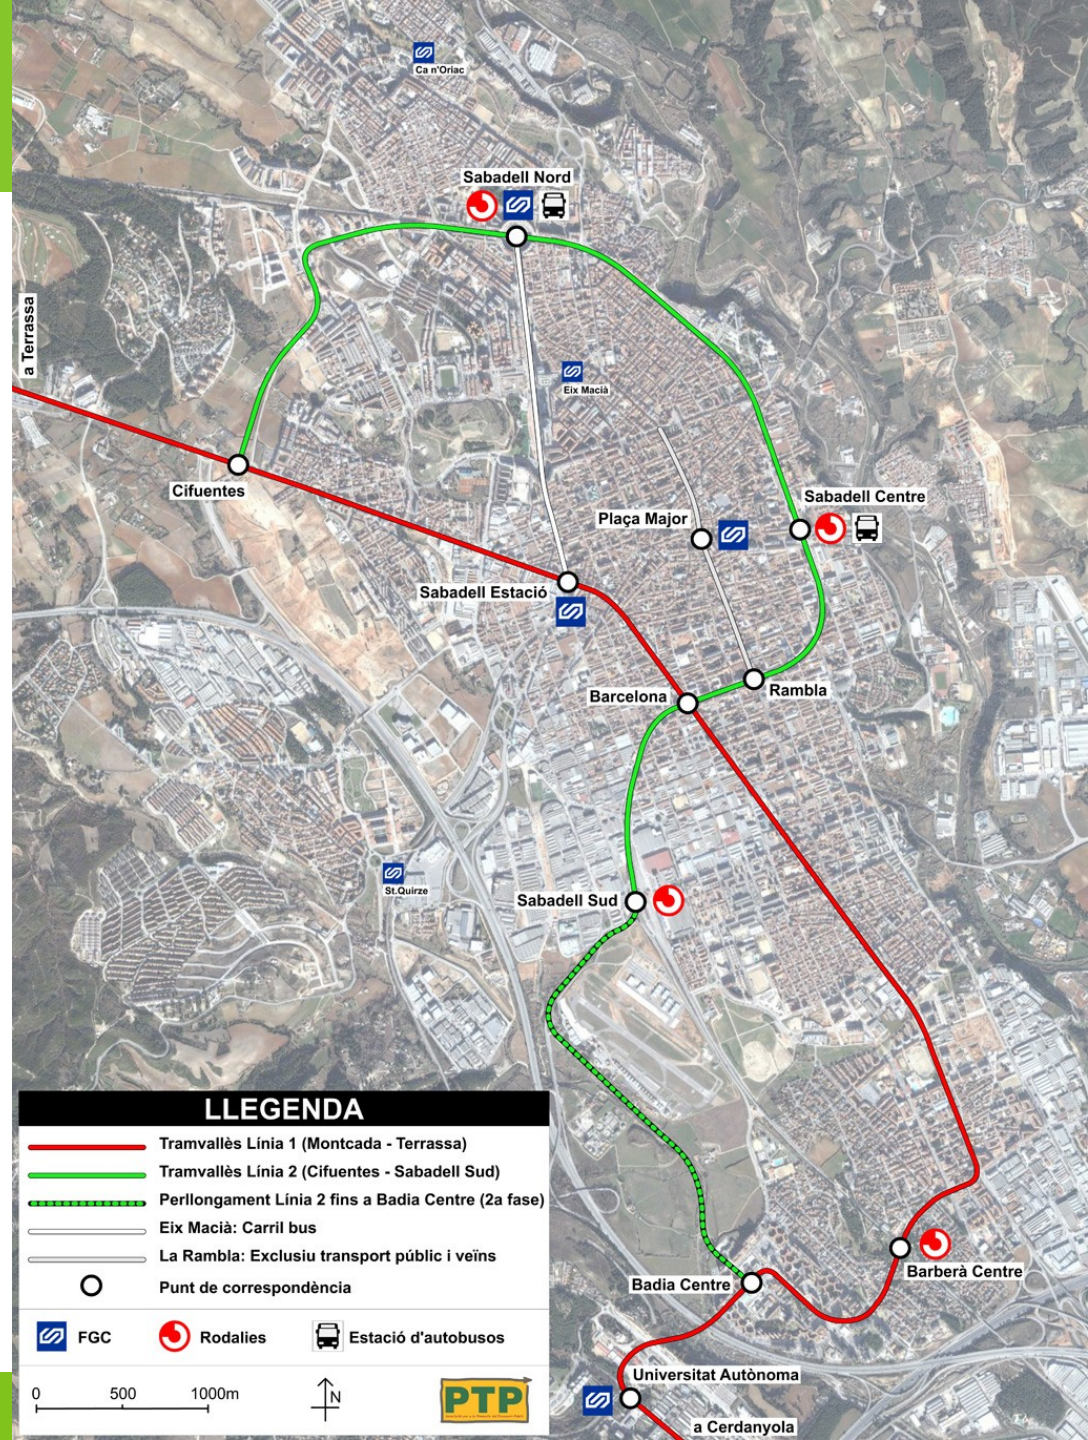 Ca n'Oriac
Sabadell Nord
a Terrassa
Eix Macià
Cifuentes
Sabadell Centre
Plaça Major
Sabadell Estació
Barcelona
Rambla
St.Quirze
Sabadell Sud
LLEGENDA
Tramvallès Línia 1 (Montcada - Terrassa)
Tramvallès Línia 2 (Cifuentes - Sabadell Sud)
Perllongament Línia 2 fins a Badia Centre (2a fase)
Eix Macià: Carril bus
La Rambla: Exclusiu transport públic i veïns
Punt de correspondència
FGC
Rodalies
Estació d'autobusos
0 500 1000m
N
PTP
Barberà Centre
Badia Centre
Universitat Autònoma
a Cerdanyola